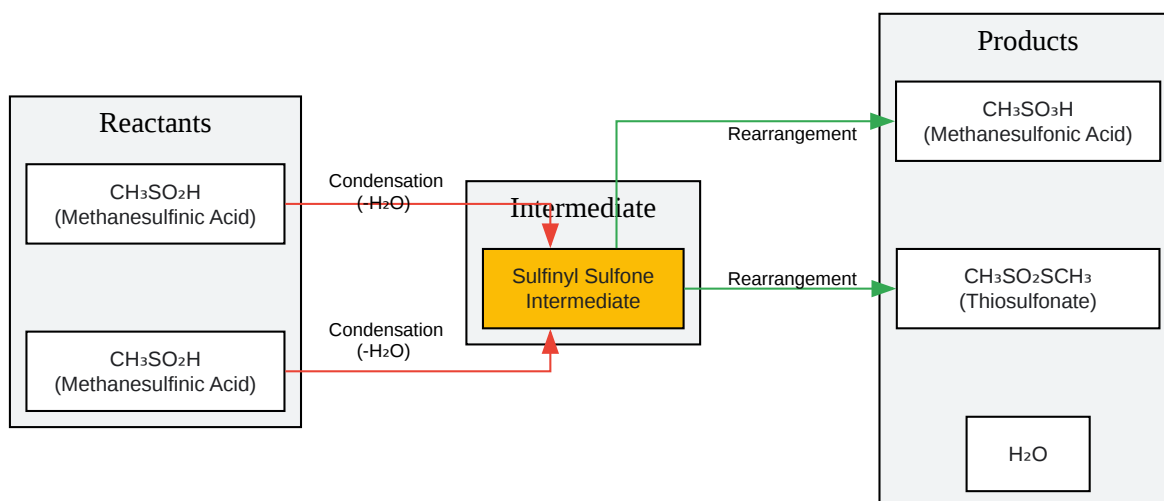 Reactants
CH₃SO₂H
(Methanesulfinic Acid)
CH₃SO₂H
(Methanesulfinic Acid)
Condensation
(-H₂O)
Condensation
(-H₂O)
Intermediate
Sulfinyl Sulfone
Intermediate
Rearrangement
Rearrangement
Products
CH₃SO₃H
(Methanesulfonic Acid)
CH₃SO₂SCH₃
(Thiosulfonate)
H₂O